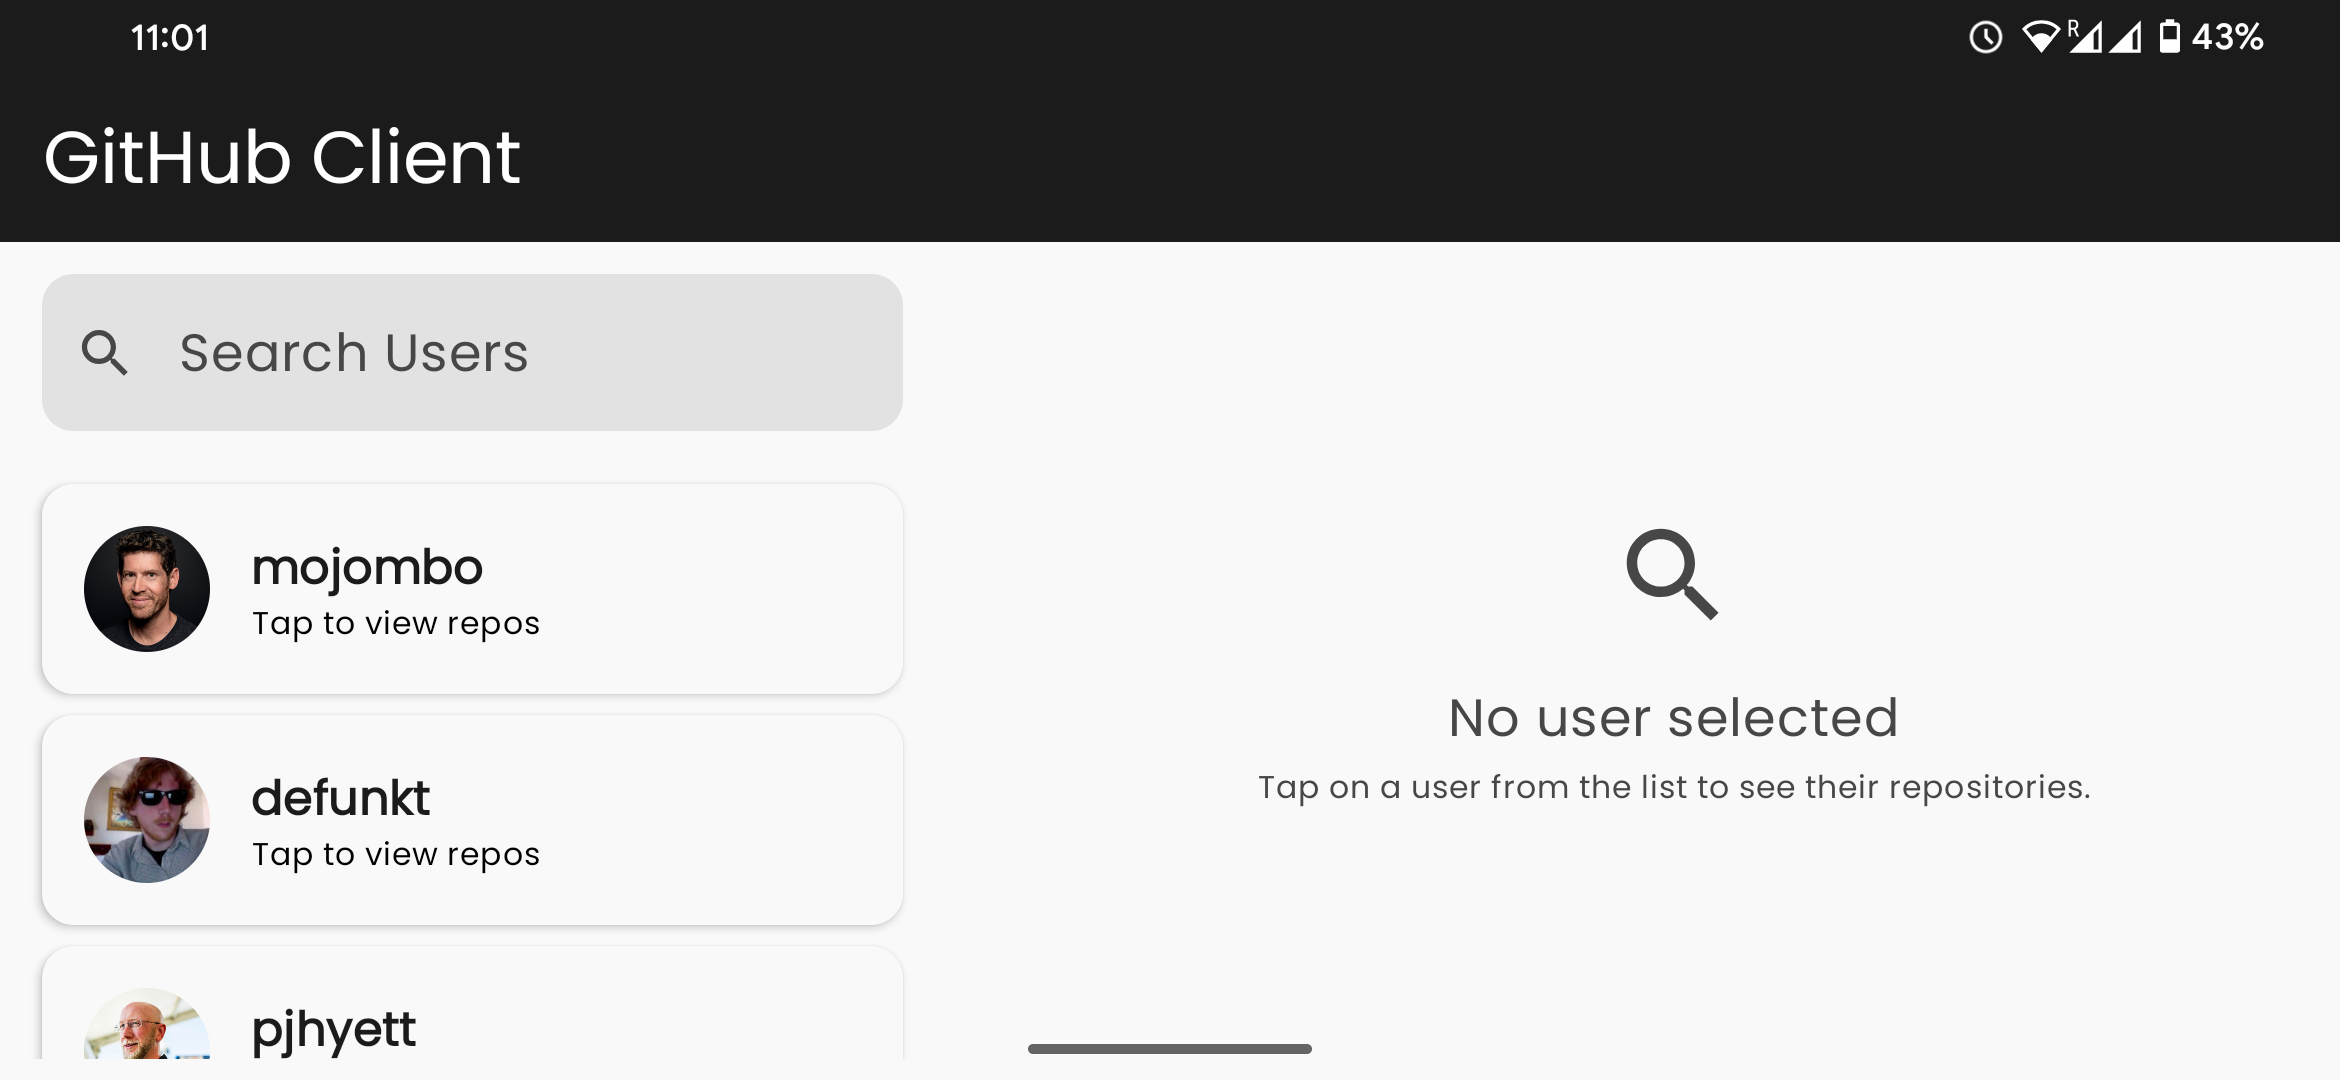 11:01
R
43%
GitHub Client
Search Users
mojombo
Tap to view repos
defunkt
Tap to view repos
pjhyett
No user selected
Tap on a user from the list to see their repositories.